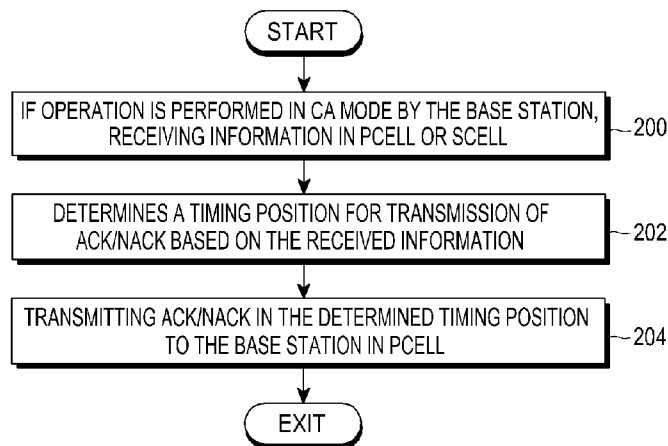 START
IF OPERATION IS PERFORMED IN CA MODE BY THE BASE STATION,
RECEIVING INFORMATION IN PCELL OR SCELL
200
DETERMINES A TIMING POSITION FOR TRANSMISSION OF
ACK/NACK BASED ON THE RECEIVED INFORMATION
202
TRANSMITTING ACK/NACK IN THE DETERMINED TIMING POSITION
TO THE BASE STATION IN PCELL
204
EXIT